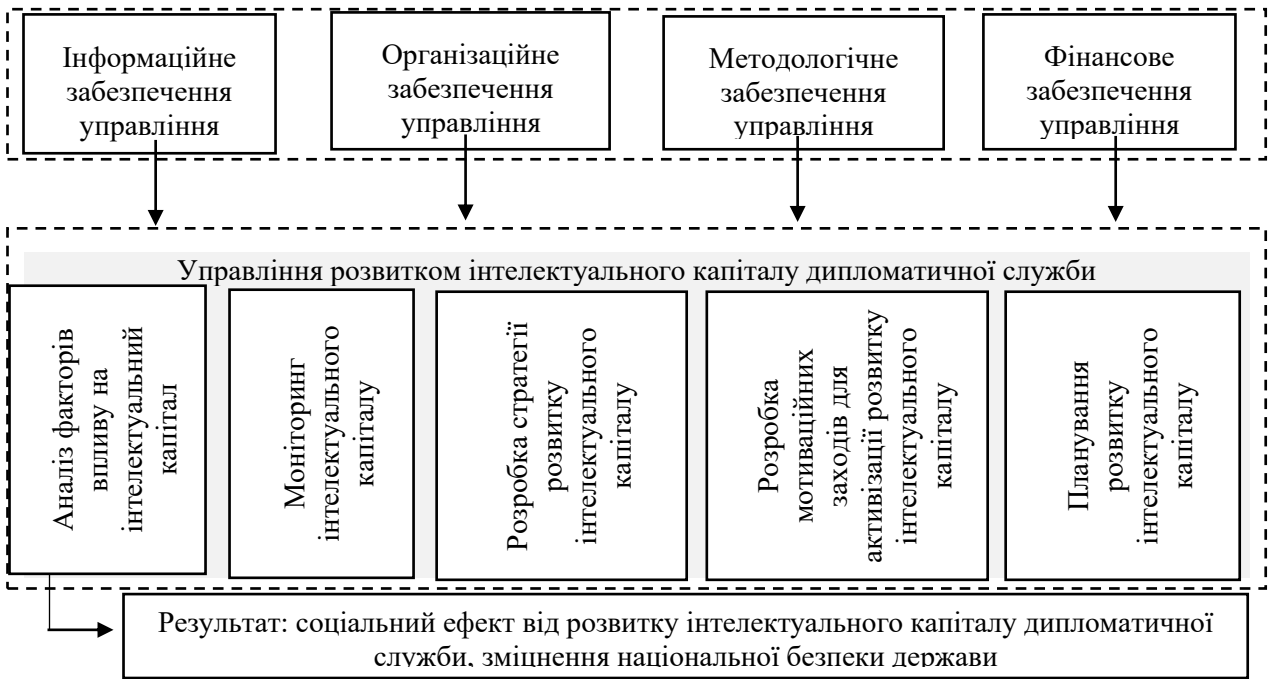 Інформаційне
забезпечення
управління
Організаційне
забезпечення
управління
Методологічне
забезпечення
управління
Фінансове
забезпечення
управління
Управління розвитком інтелектуального капіталу дипломатичної служби
Аналіз факторів
впливу на
інтелектуальний
капітал
Моніторинг
інтелектуального
капіталу
Розробка стратегії
розвитку
інтелектуального
капіталу
Розробка
мотиваційних
заходів для
активізації розвитку
інтелектуального
капіталу
Планування
розвитку
інтелектуального
капіталу
Результат: соціальний ефект від розвитку інтелектуального капіталу дипломатичної
служби, зміцнення національної безпеки держави